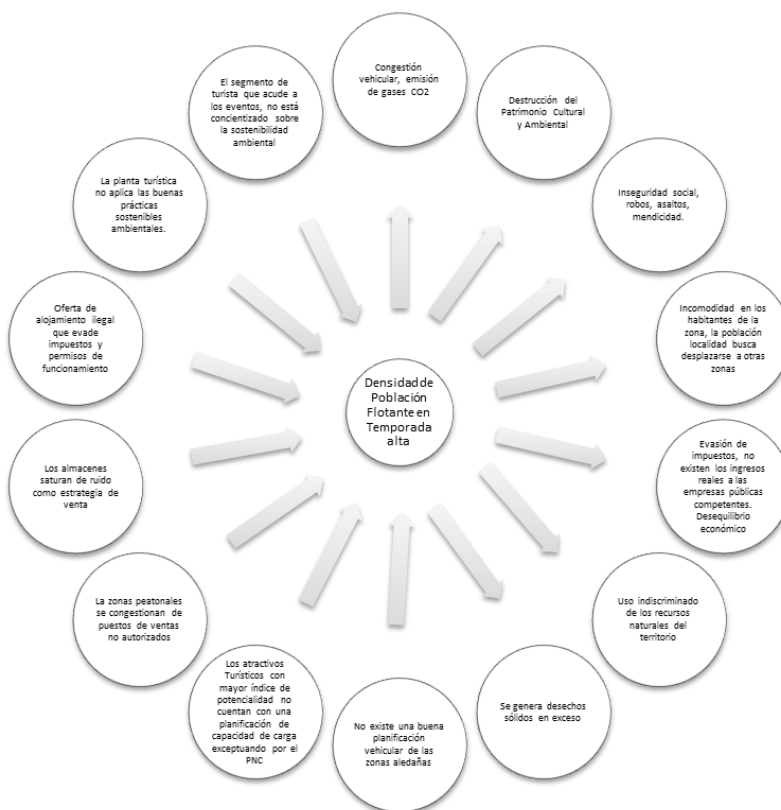 Congestión
vehicular, emisión
de gases CO2
Destrucción del
Patrimonio Cultural
y Ambiental
Inseguridad social,
robos, asaltos,
mendicidad.
Incomodidad en los
habitantes de la
zona, la población
localidad busca
desplazarse a otras
zonas
Evasión de
impuestos, no
existen los ingresos
reales a las
empresas públicas
competentes.
Desequilibrio
económico
Uso indiscriminado
de los recursos
naturales del
territorio
Se genera desechos
sólidos en exceso
No existe una buena
planificación
vehicular de las
zonas aledañas
Los atractivos
Turísticos con
mayor índice de
potencialidad no
cuentan con una
planificación de
capacidad de carga
exceptuando por el
PNC
La zonas peatonales
se congestionan de
puestos de ventas
no autorizados
Los almacenes
saturan de ruido
como estrategia de
venta
Oferta de
alojamiento ilegal
que evade
impuestos y
permisos de
funcionamiento
La planta turística
no aplica las buenas
prácticas
sostenibles
ambientales.
El segmento de
turista que acude a
los eventos, no está
concientizado sobre
la sostenibilidad
ambiental
Densidad de
Población
Flotante en
Temporada
alta